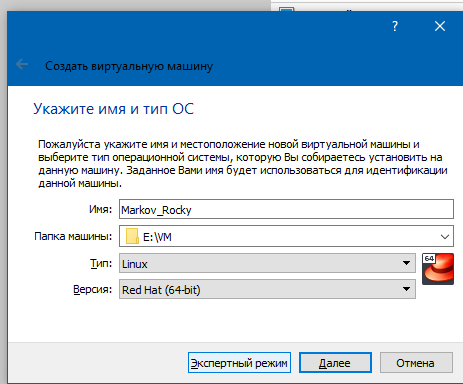 ?
Создать виртуальную машину
Укажите имя и тип ОС
Пожалуйста укажите имя и местоположение новой виртуальной машины и
выберите тип операционной системы, которую Вы собираетесь установить на
данную машину. Заданное Вами имя будет использоваться для идентификации
данной машины.
Имя: Markov_Rocky
Папка машины: E:\VM
Тип: Linux
64
Версия: Red Hat (64-bit)
Экспертный режим Далее Отмена